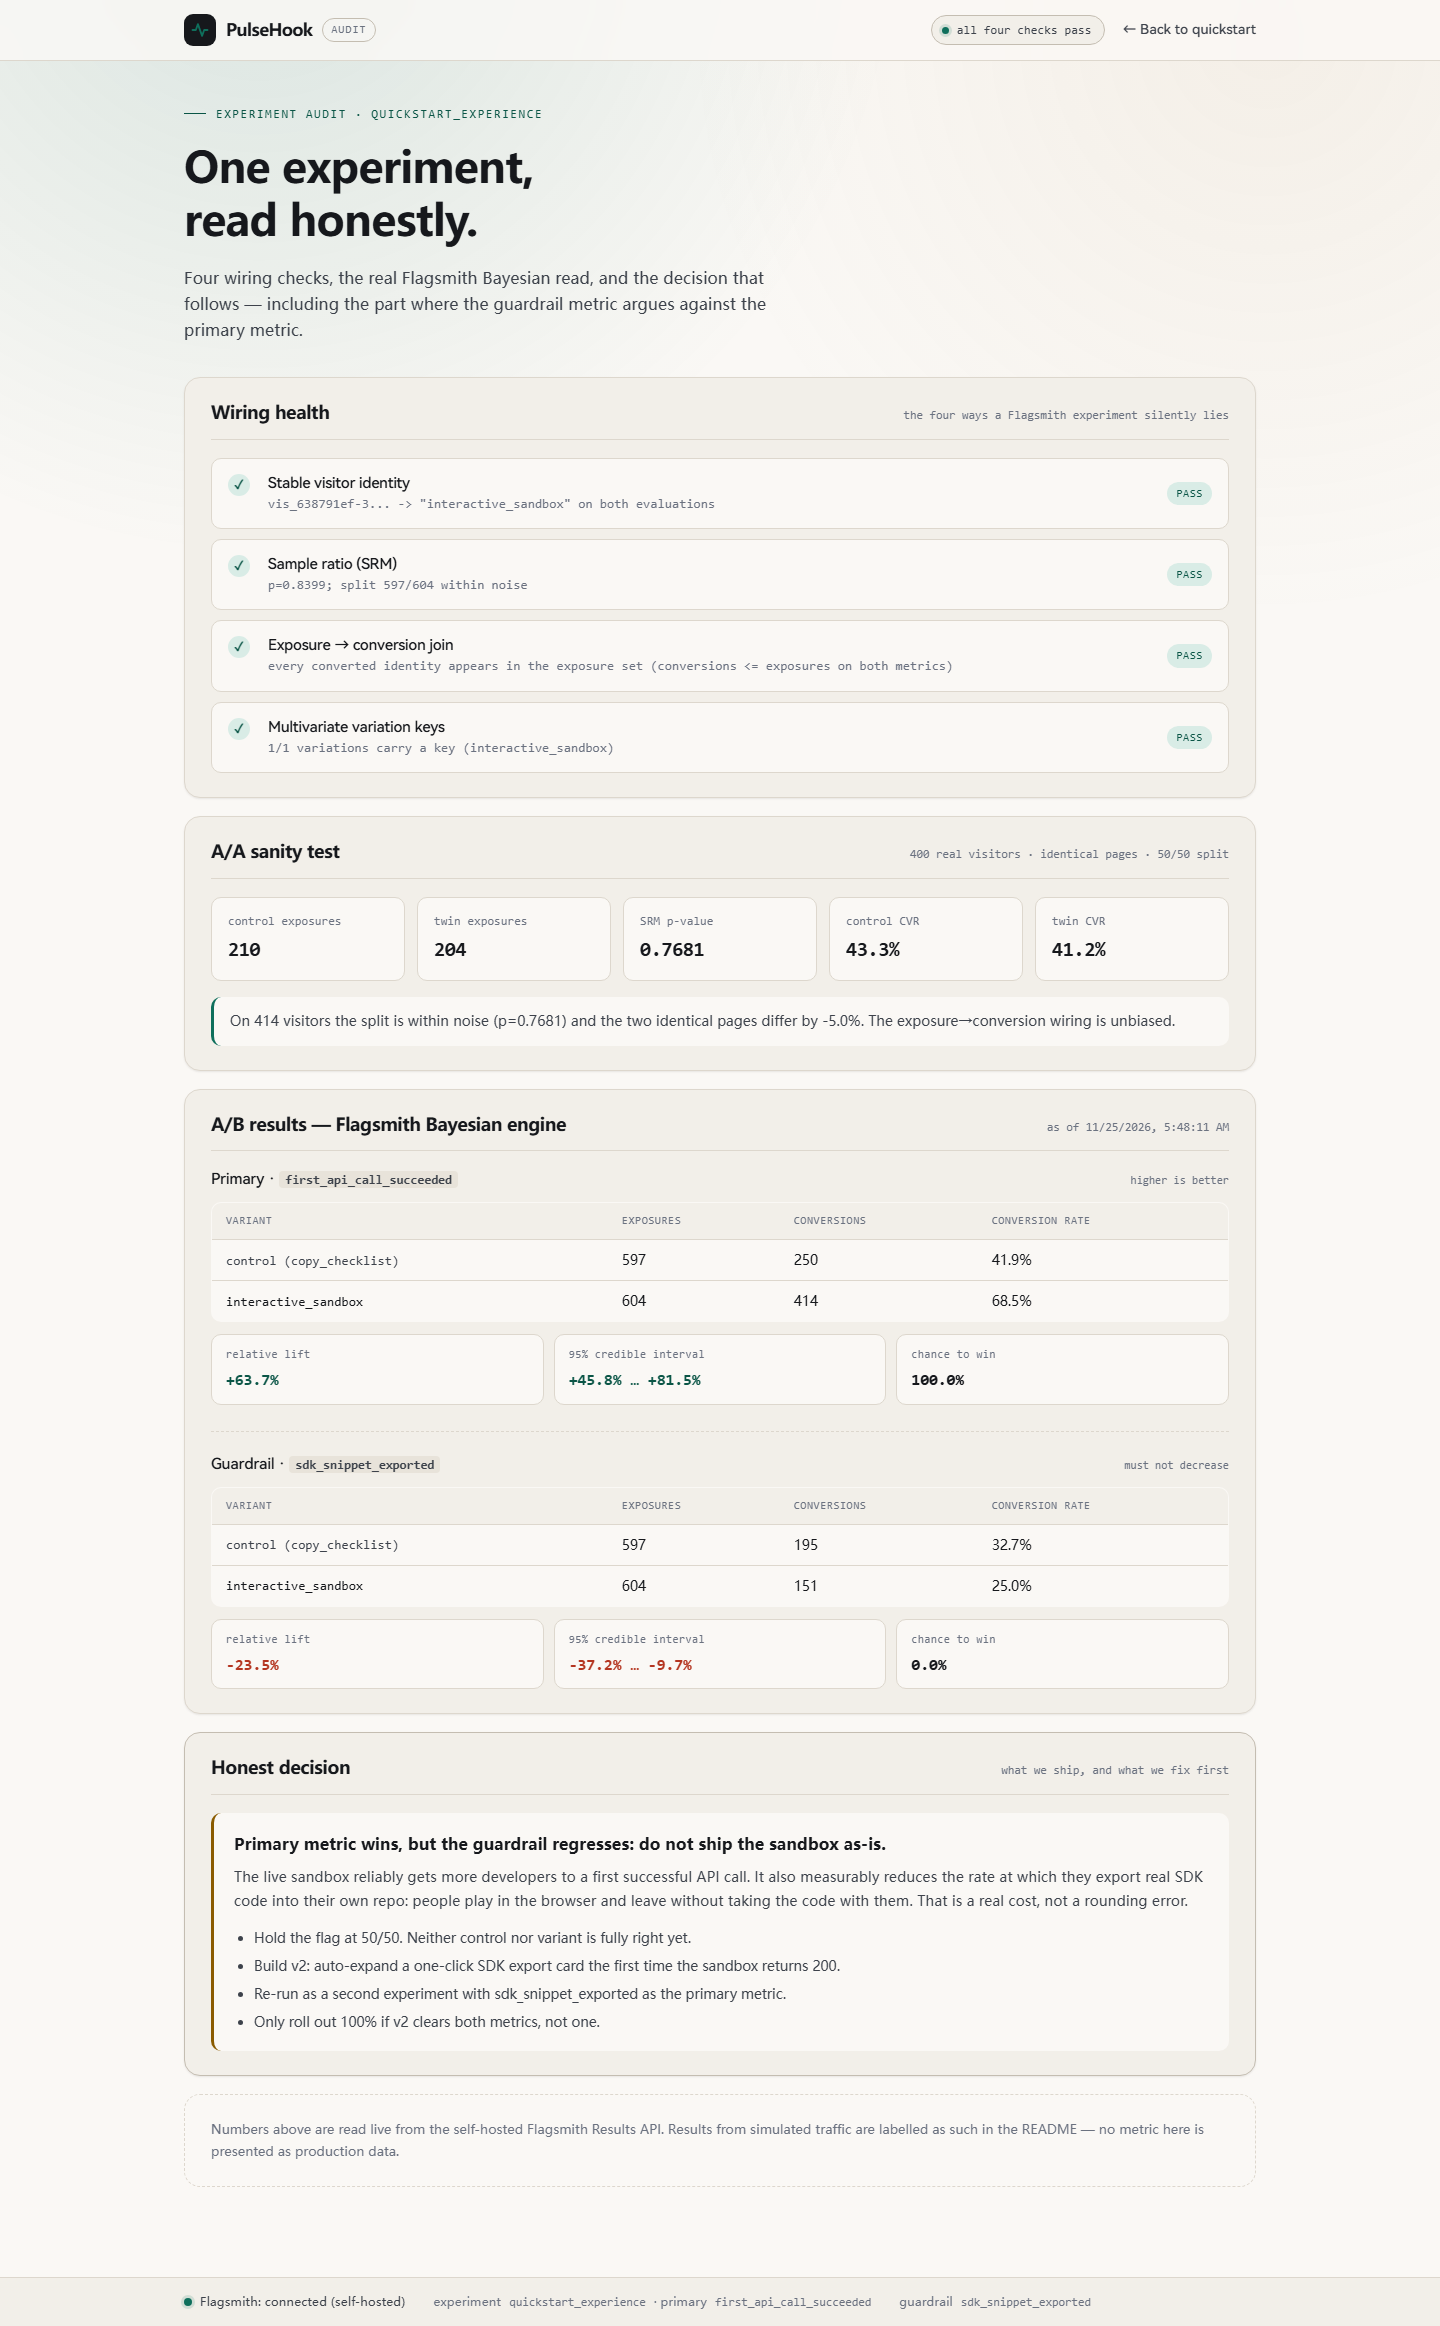 PulseHook AUDIT
all four checks pass ← Back to quickstart
EXPERIMENT AUDIT · QUICKSTART_EXPERIENCE
One experiment,
read honestly.
Four wiring checks, the real Flagsmith Bayesian read, and the decision that
follows — including the part where the guardrail metric argues against the
primary metric.
Wiring health the four ways a Flagsmith experiment silently lies
✓ Stable visitor identity
vis_638791ef-3... -> "interactive_sandbox" on both evaluations
PASS
✓ Sample ratio (SRM)
p=0.8399; split 597/604 within noise
PASS
✓ Exposure → conversion join
every converted identity appears in the exposure set (conversions <= exposures on both metrics)
PASS
✓ Multivariate variation keys
1/1 variations carry a key (interactive_sandbox)
PASS
A/A sanity test 400 real visitors · identical pages · 50/50 split
control exposures twin exposures SRM p-value control CVR twin CVR
210 204 0.7681 43.3% 41.2%
On 414 visitors the split is within noise (p=0.7681) and the two identical pages differ by -5.0%. The exposure→conversion wiring is unbiased.
A/B results — Flagsmith Bayesian engine as of 11/25/2026, 5:48:11 AM
Primary · first_api_call_succeeded higher is better
VARIANT EXPOSURES CONVERSIONS CONVERSION RATE
control (copy_checklist) 597 250 41.9%
interactive_sandbox 604 414 68.5%
relative lift 95% credible interval chance to win
+63.7% +45.8% … +81.5% 100.0%
Guardrail · sdk_snippet_exported must not decrease
VARIANT EXPOSURES CONVERSIONS CONVERSION RATE
control (copy_checklist) 597 195 32.7%
interactive_sandbox 604 151 25.0%
relative lift 95% credible interval chance to win
-23.5% -37.2% … -9.7% 0.0%
Honest decision what we ship, and what we fix first
Primary metric wins, but the guardrail regresses: do not ship the sandbox as-is.
The live sandbox reliably gets more developers to a first successful API call. It also measurably reduces the rate at which they export real SDK
code into their own repo: people play in the browser and leave without taking the code with them. That is a real cost, not a rounding error.
• Hold the flag at 50/50. Neither control nor variant is fully right yet.
• Build v2: auto-expand a one-click SDK export card the first time the sandbox returns 200.
• Re-run as a second experiment with sdk_snippet_exported as the primary metric.
• Only roll out 100% if v2 clears both metrics, not one.
Numbers above are read live from the self-hosted Flagsmith Results API. Results from simulated traffic are labelled as such in the README — no metric here is
presented as production data.
Flagsmith: connected (self-hosted) experiment quickstart_experience · primary first_api_call_succeeded guardrail sdk_snippet_exported